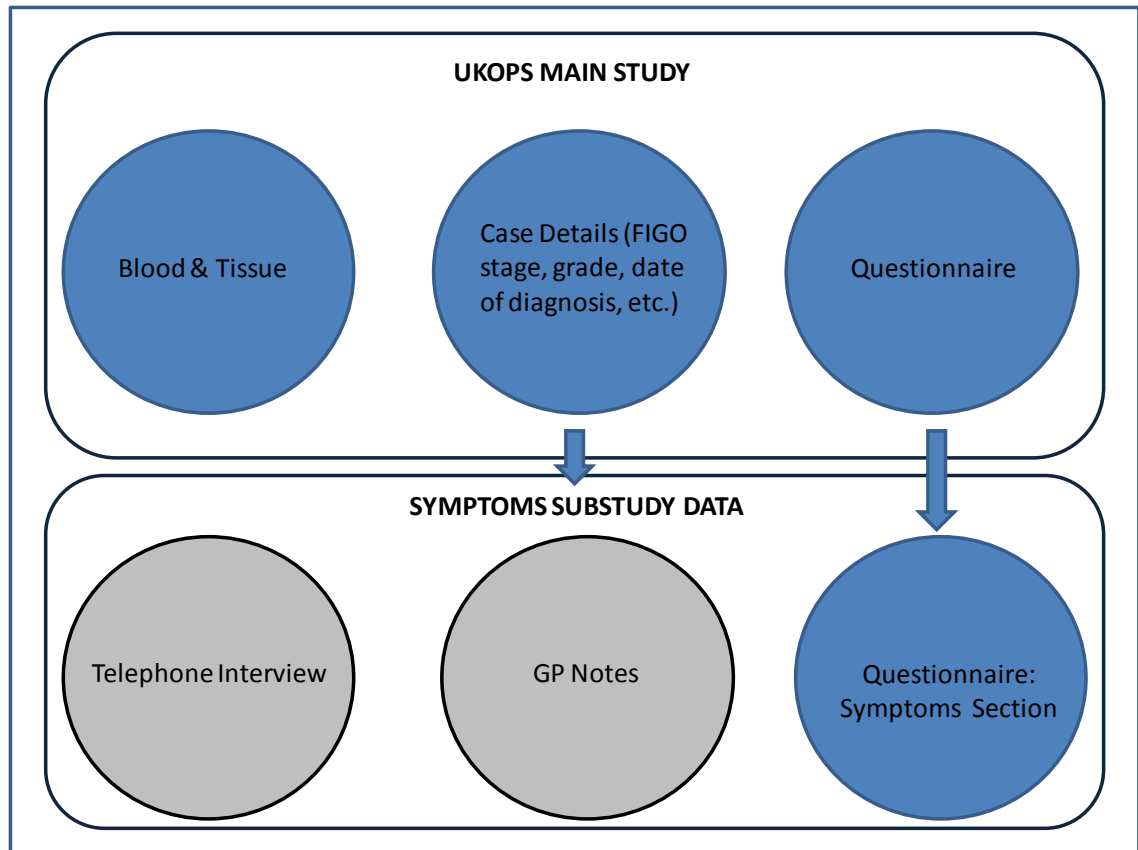 UKOPS MAIN STUDY
Blood & Tissue
Case Details (FIGO
stage, grade, date
of diagnosis, etc.)
Questionnaire
SYMPTOMS SUBSTUDY DATA
Telephone Interview
GP Notes
Questionnaire:
Symptoms Section